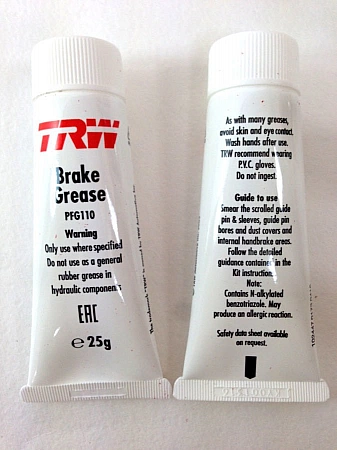 TRW
Brake
Grease
PFG110
Warning
Only use where specified
Do not use as a general
rubber grease in
hydraulic components
EAC
℮ 25g
As with many greases,
avoid skin and eye contact.
Wash hands after use.
TRW recommend wearing
P.V.C. gloves.
Do not ingest.
Guide to use
Smear the scrolled guide
pin & sleeves, guide pin
bores and dust covers and
internal handbrake areas.
Follow the detailed
guidance container in the
Kit instruction.
Note:
Contains N-alkylated
benzotriazole. May
produce an allergic reaction.
Safety data sheet available
on request.